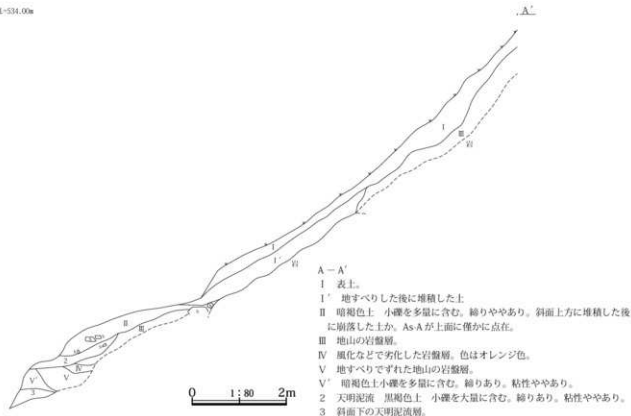 L=534.00m
A′
Ⅰ
Ⅲ
岩
Ⅰ
Ⅰ′
岩
Ⅱ
Ⅲ
2
Ⅳ
Ⅴ′
Ⅴ
3
0 1：80 2m
A－A′
Ⅰ 表土。
Ⅰ′ 地すべりした後に堆積した土
Ⅱ 暗褐色土 小礫を多量に含む。締りややあり。斜面上方に堆積した後
に崩落した土か。As-Aが上面に僅かに点在。
Ⅲ 地山の岩盤層。
Ⅳ 風化などで劣化した岩盤層。色はオレンジ色。
Ⅴ 地すべりでずれた地山の岩盤層。
Ⅴ′ 暗褐色土小礫を多量に含む。締りあり。粘性ややあり。
2 天明泥流 黒褐色土 小礫を大量に含む。締りあり。粘性ややあり。
3 斜面下の天明泥流層。